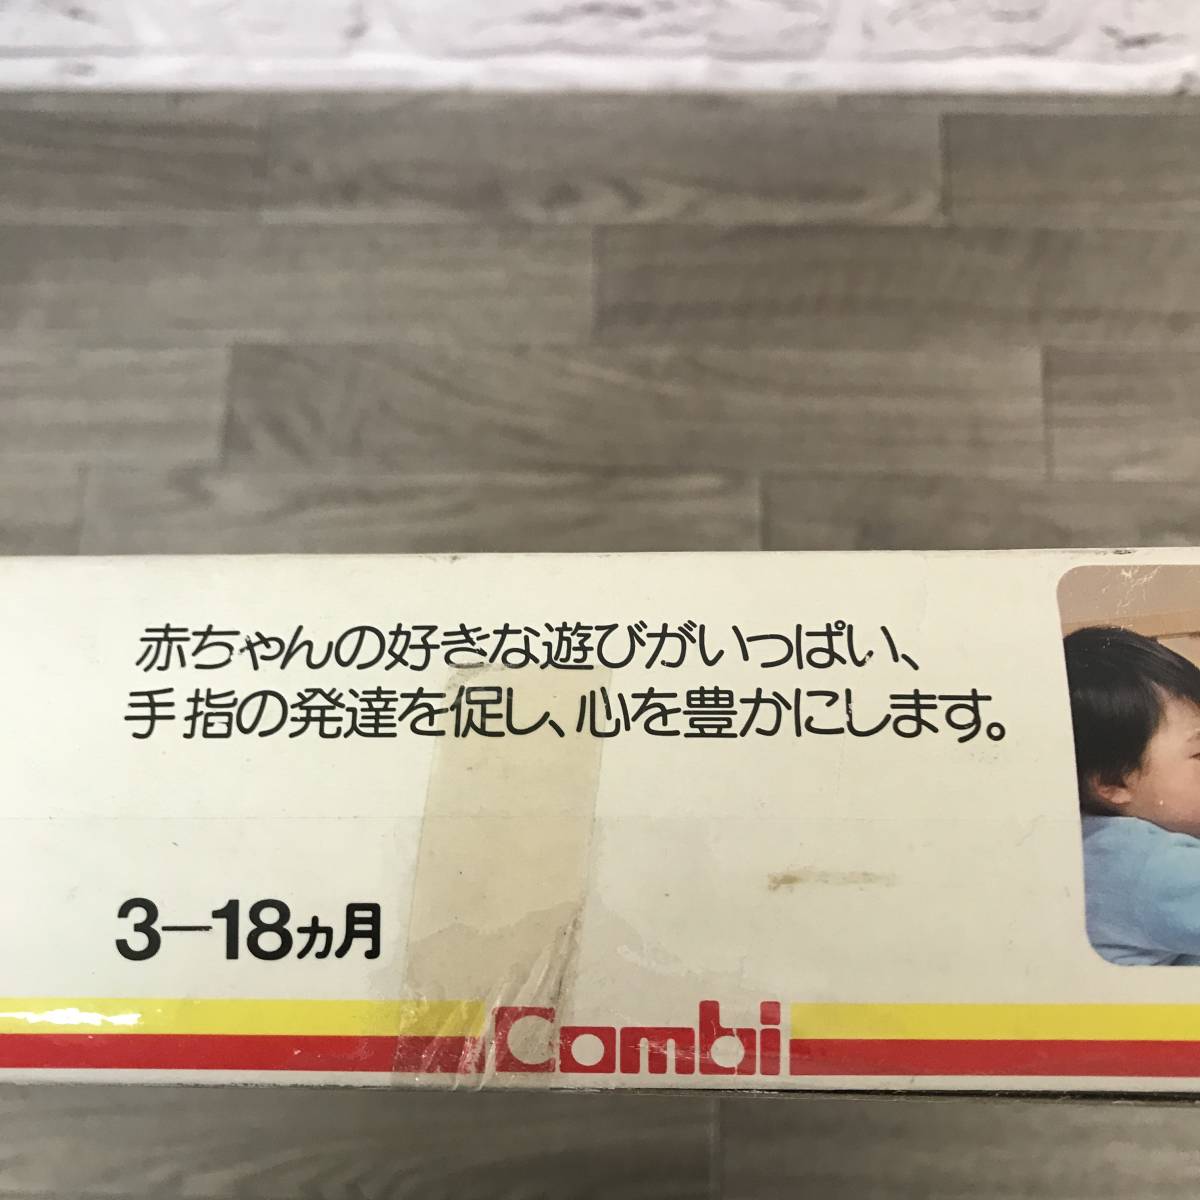 赤ちゃんの好きな遊びがいっぱい、
手指の発達を促し、心を豊かにします。
3-18ヵ月
Combi